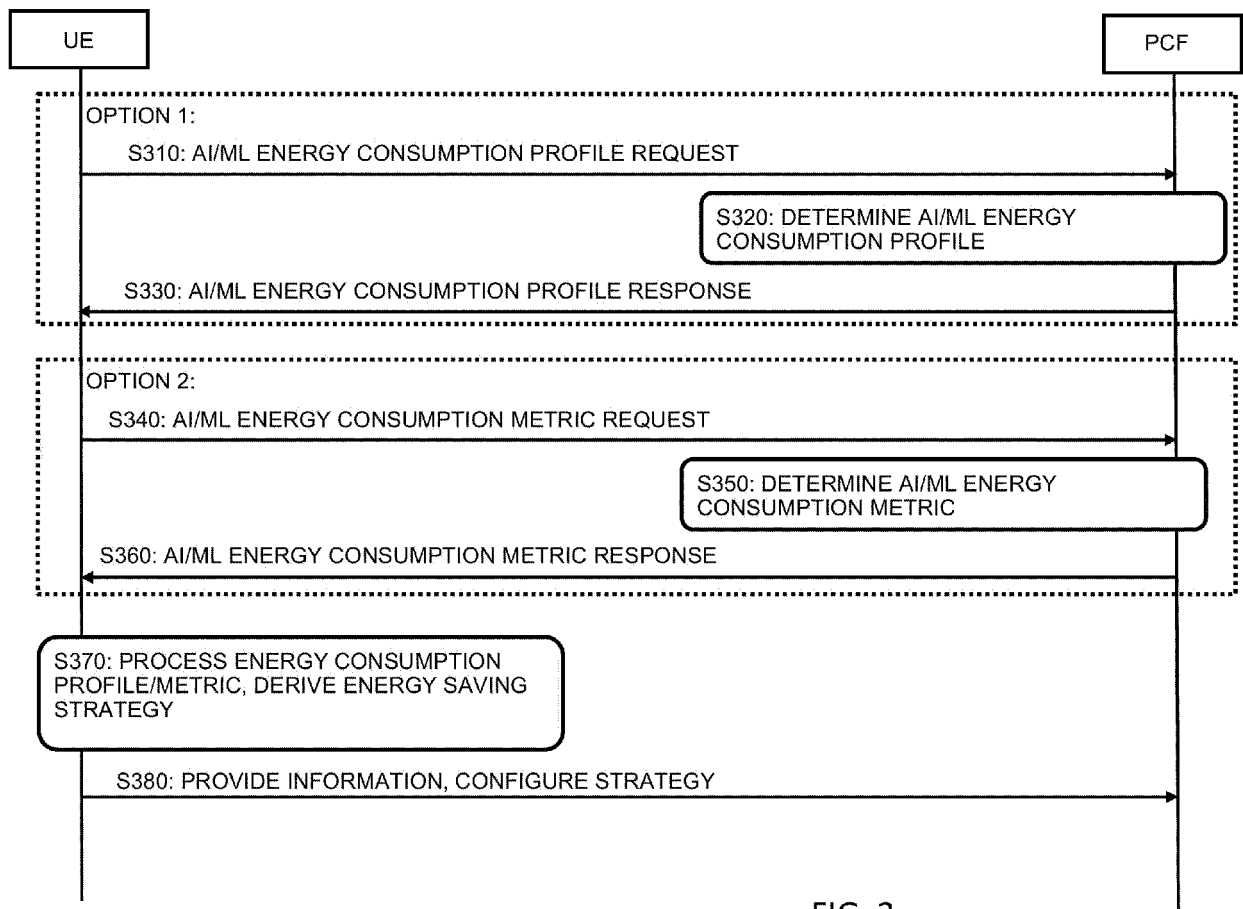 UE
PCF
OPTION 1:
S310: AI/ML ENERGY CONSUMPTION PROFILE REQUEST
S320: DETERMINE AI/ML ENERGY
CONSUMPTION PROFILE
S330: AI/ML ENERGY CONSUMPTION PROFILE RESPONSE
OPTION 2:
S340: AI/ML ENERGY CONSUMPTION METRIC REQUEST
S350: DETERMINE AI/ML ENERGY
CONSUMPTION METRIC
S360: AI/ML ENERGY CONSUMPTION METRIC RESPONSE
S370: PROCESS ENERGY CONSUMPTION
PROFILE/METRIC, DERIVE ENERGY SAVING
STRATEGY
S380: PROVIDE INFORMATION, CONFIGURE STRATEGY
FIG.